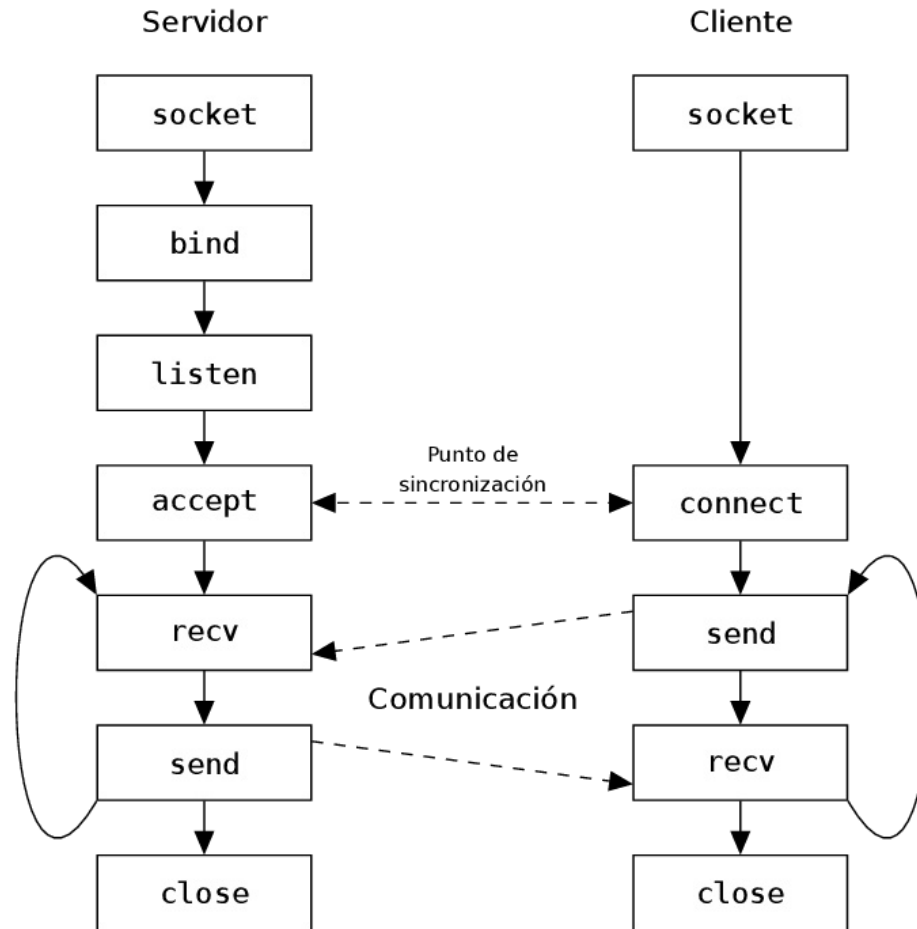 Servidor
Cliente
socket
socket
bind
listen
Punto de
sincronización
accept
connect
recv
send
Comunicación
send
recv
close
close